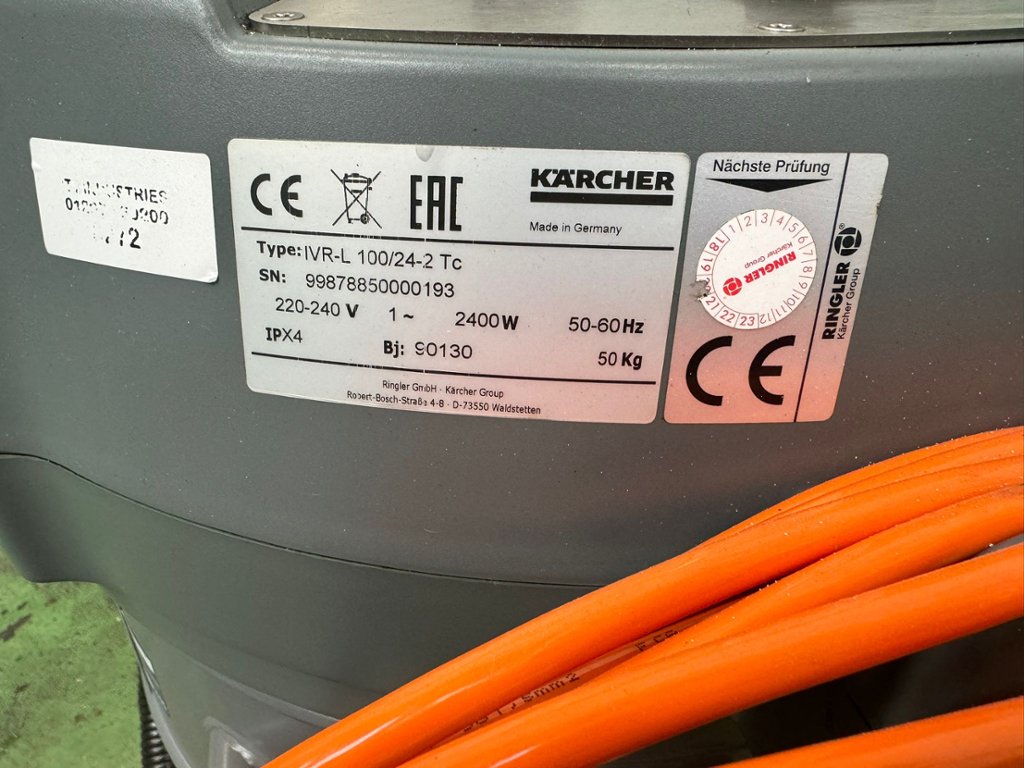 KÄRCHER
Made in Germany
Type: IVR-L 100/24-2 Tc
SN: 99878850000193
220-240 V 1~ 2400W 50-60Hz
IPX4 Bj: 90130 50 Kg
Ringler GmbH - Kärcher Group
Robert-Bosch-Straße 4-8 · D-73550 Waldstetten
CE
EAC
Nächste Prüfung
1 2 3 4 5 6 7 8 9 10 11 12
18 19 21 22 23
RINGLER
Kärcher Group
CE
RINGLER
Kärcher Group